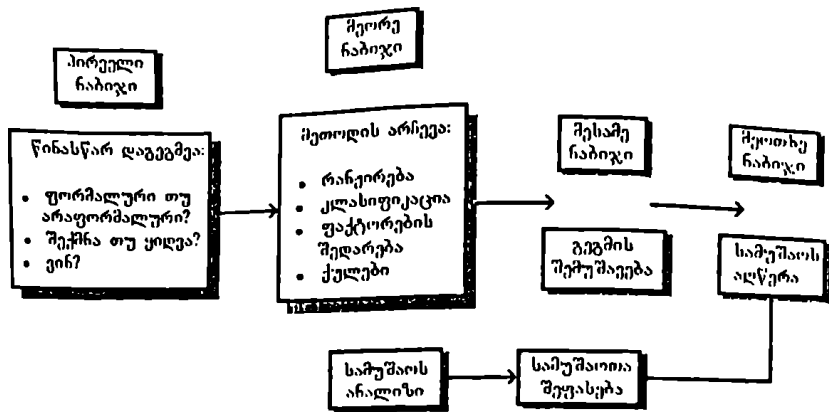 პირველი
ნაბიჯი
წინასწარ დაგეგმვა:
• ფორმალური თუ
არაფორმალური?
• შექმნა თუ ყიდვა?
• ვინ?
მეორე
ნაბიჯი
მეთოდის არჩევა:
• რანჟირება
• კლასიფიკაცია
• ფაქტორების
შედარება
• ქულები
მესამე
ნაბიჯი
გეგმის
შემუშავება
მეოთხე
ნაბიჯი
სამუშაოს
აღწერა
სამუშაოს
ანალიზი
სამუშაოთა
შეფასება